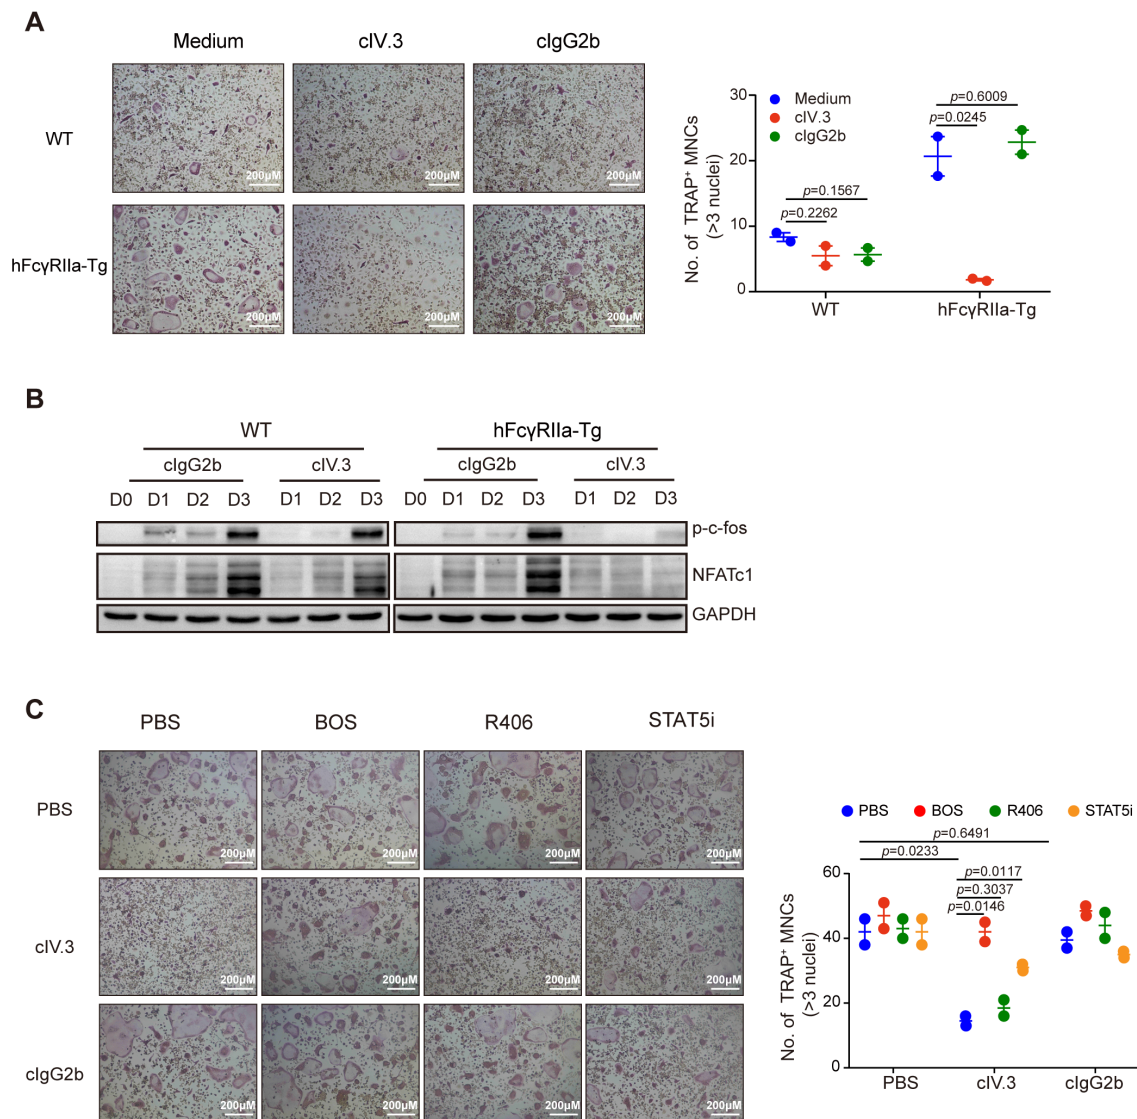 A
Medium cIV.3 cIgG2b
WT
200μM 200μM 200μM
hFcγRIIa-Tg
200μM 200μM 200μM
No. of TRAP+ MNCs
(>3 nuclei)
30
20
10
0
Medium
cIV.3
cIgG2b
p=0.6009
p=0.0245
p=0.1567
p=0.2262
WT hFcγRIIa-Tg
B
WT hFcγRIIa-Tg
cIgG2b cIV.3 cIgG2b cIV.3
D0 D1 D2 D3 D1 D2 D3 D0 D1 D2 D3 D1 D2 D3
p-c-fos
NFATc1
GAPDH
C
PBS BOS R406 STAT5i
PBS
200μM 200μM 200μM 200μM
cIV.3
200μM 200μM 200μM 200μM
cIgG2b
200μM 200μM 200μM 200μM
PBS BOS R406 STAT5i
p=0.6491
p=0.0233
p=0.0117
p=0.3037
p=0.0146
No. of TRAP+ MNCs
(>3 nuclei)
60
40
20
0
PBS cIV.3 cIgG2b